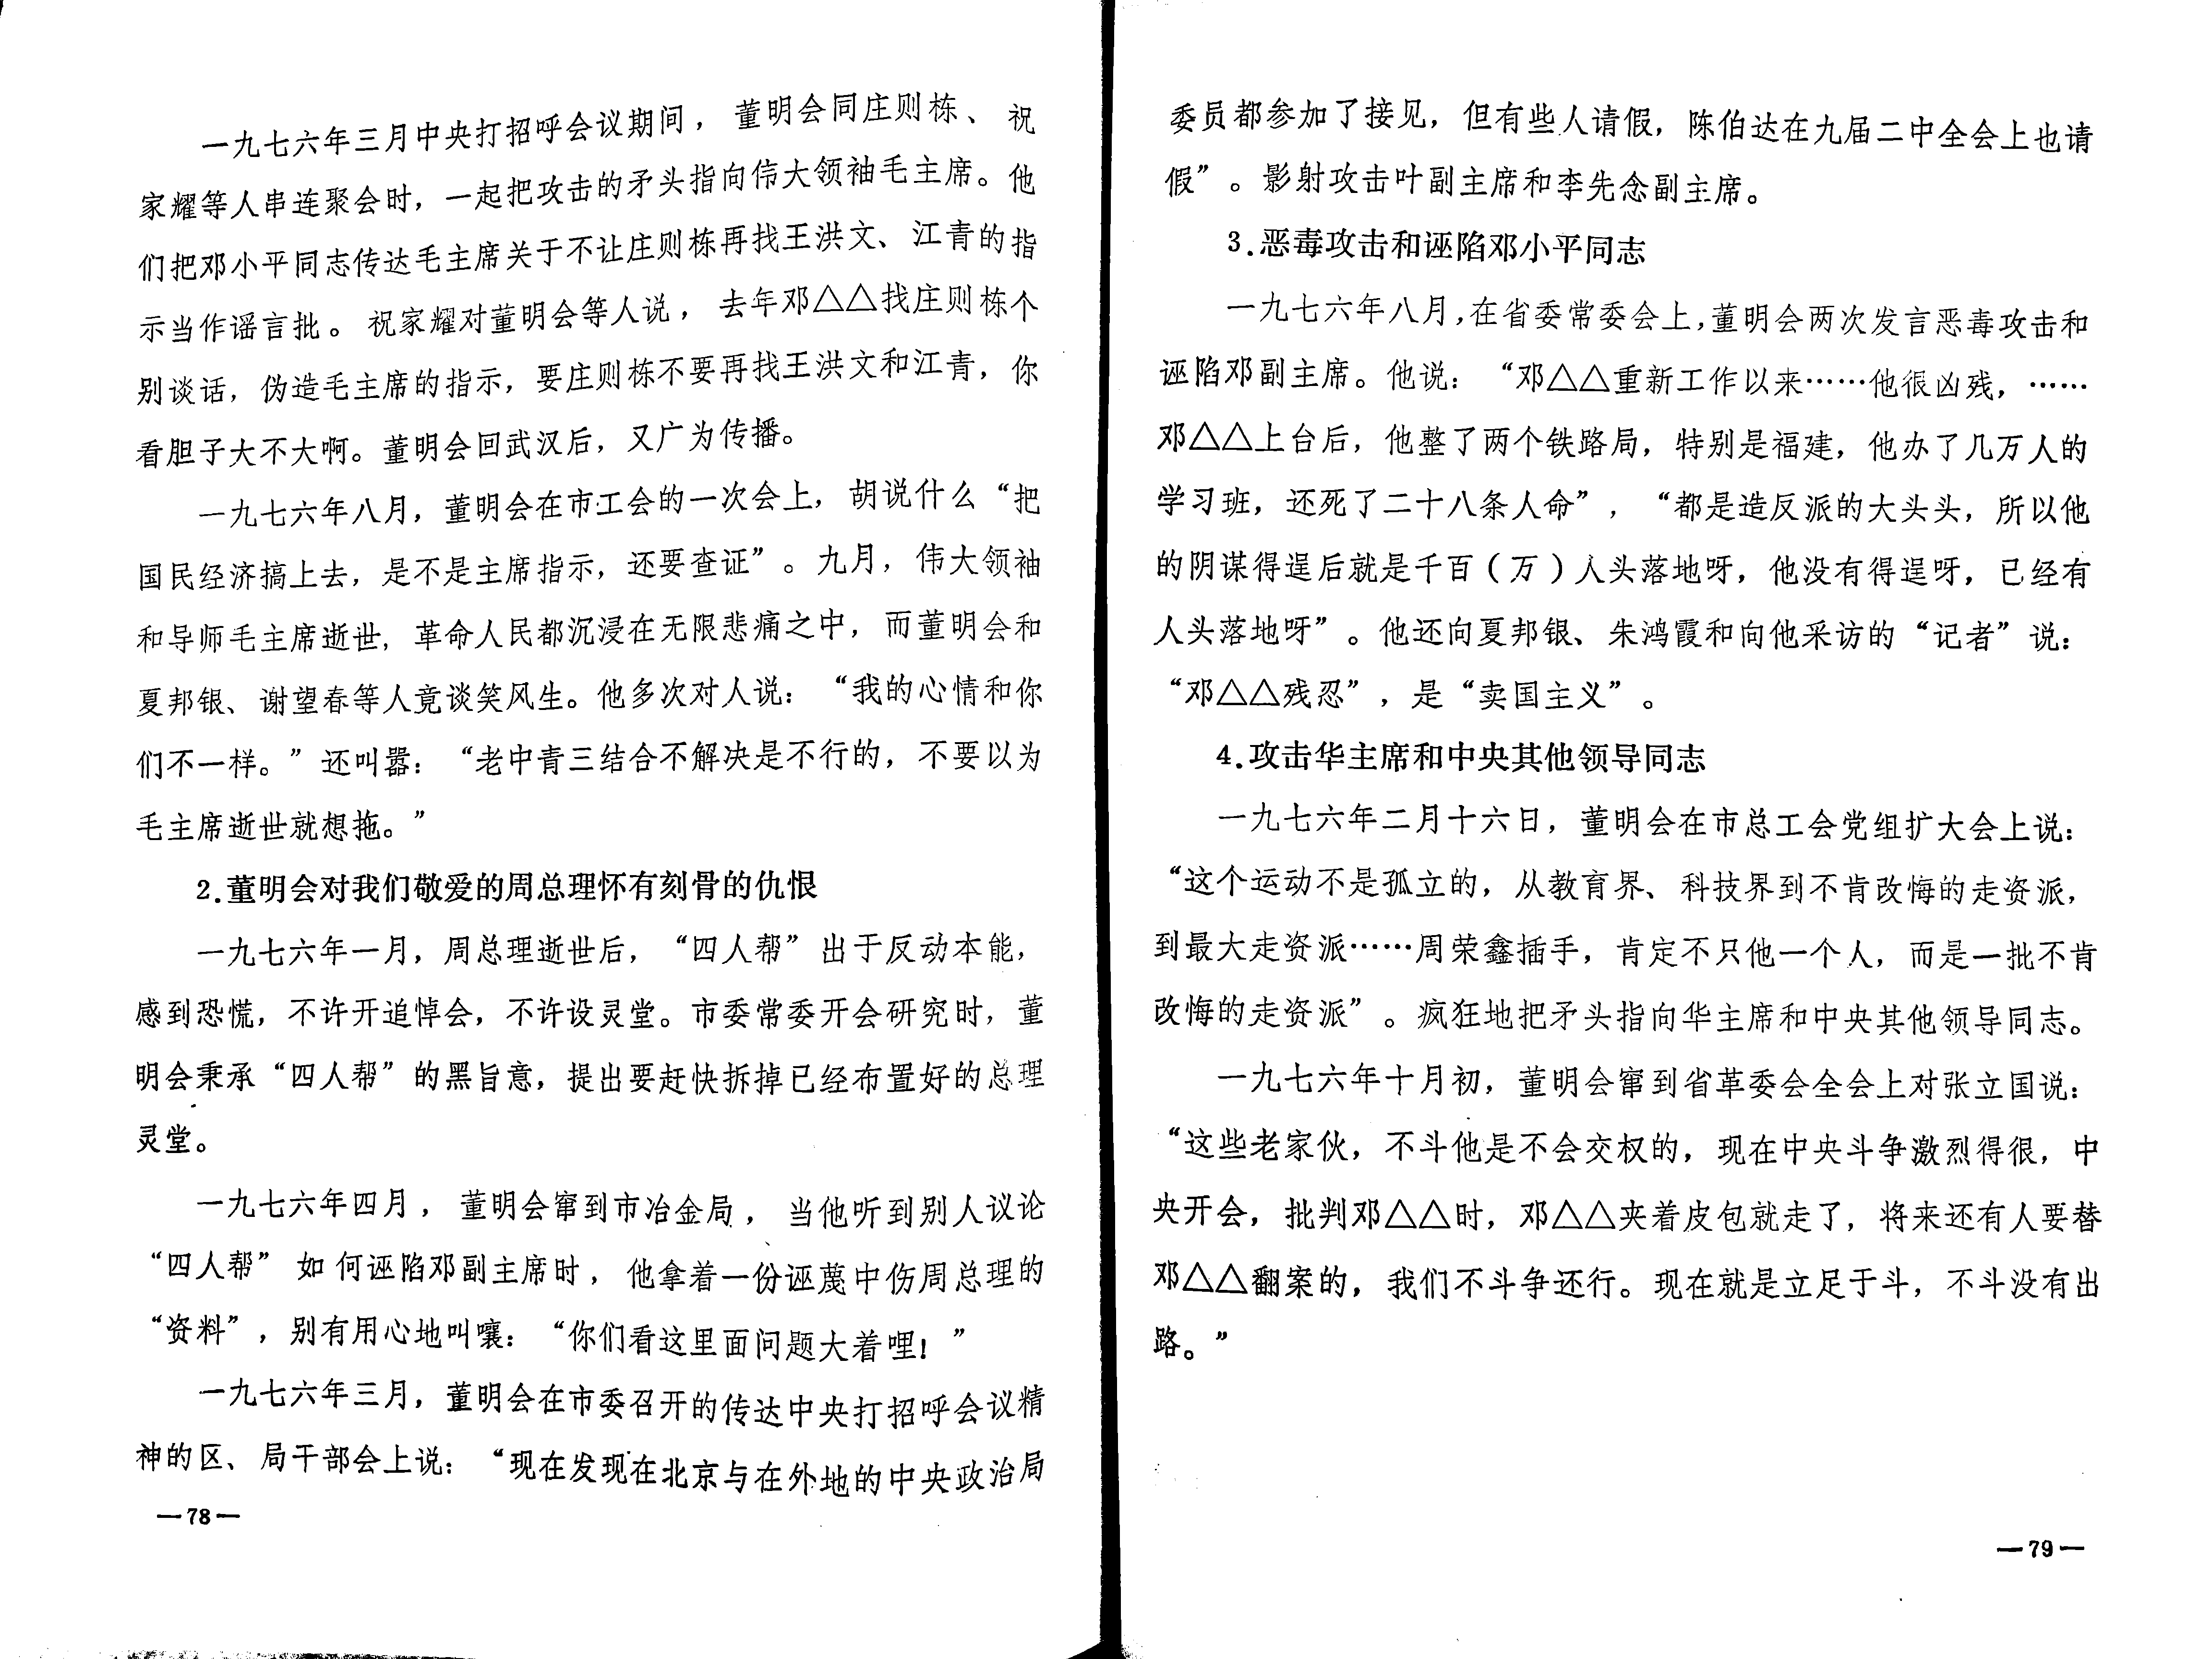 一九七六年三月中央打招呼会议期间，董明会同庄则栋、祝
家耀等人串连聚会时，一起把攻击的矛头指向伟大领袖毛主席。他
们把邓小平同志传达毛主席关于不让庄则栋再找王洪文、江青的指
示当作谣言批。祝家耀对董明会等人说，去年邓△△找庄则栋个
别谈话，伪造毛主席的指示，要庄则栋不要再找王洪文和江青，你
看胆子大不大啊。董明会回武汉后，又广为传播。
一九七六年八月，董明会在市工会的一次会上，胡说什么“把
国民经济搞上去，是不是主席指示，还要查证”。九月，伟大领袖
和导师毛主席逝世，革命人民都沉浸在无限悲痛之中，而董明会和
夏邦银、谢望春等人竟谈笑风生。他多次对人说：“我的心情和你
们不一样。”还叫嚣：“老中青三结合不解决是不行的，不要以为
毛主席逝世就想拖。”
2.董明会对我们敬爱的周总理怀有刻骨的仇恨
一九七六年一月，周总理逝世后，“四人帮”出于反动本能，
感到恐慌，不许开追悼会，不许设灵堂。市委常委开会研究时，董
明会秉承“四人帮”的黑旨意，提出要赶快拆掉已经布置好的总理
灵堂。
一九七六年四月，董明会窜到市冶金局，当他听到别人议论
“四人帮”如何诬陷邓副主席时，他拿着一份诬蔑中伤周总理的
“资料”，别有用心地叫嚷：“你们看这里面问题大着哩！”
一九七六年三月，董明会在市委召开的传达中央打招呼会议精
神的区、局干部会上说：“现在发现在北京与在外地的中央政治局
—78—
委员都参加了接见，但有些人请假，陈伯达在九届二中全会上也请
假”。影射攻击叶副主席和李先念副主席。
3.恶毒攻击和诬陷邓小平同志
一九七六年八月，在省委常委会上，董明会两次发言恶毒攻击和
诬陷邓副主席。他说：“邓△△重新工作以来……他很凶残，……
邓△△上台后，他整了两个铁路局，特别是福建，他办了几万人的
学习班，还死了二十八条人命”，“都是造反派的大头头，所以他
的阴谋得逞后就是千百（万）人头落地呀，他没有得逞呀，已经有
人头落地呀”。他还向夏邦银、朱鸿霞和向他采访的“记者”说：
“邓△△残忍”，是“卖国主义”。
4.攻击华主席和中央其他领导同志
一九七六年二月十六日，董明会在市总工会党组扩大会上说：
“这个运动不是孤立的，从教育界、科技界到不肯改悔的走资派，
到最大走资派……周荣鑫插手，肯定不只他一个人，而是一批不肯
改悔的走资派”。疯狂地把矛头指向华主席和中央其他领导同志。
一九七六年十月初，董明会窜到省革委会全会上对张立国说：
“这些老家伙，不斗他是不会交权的，现在中央斗争激烈得很，中
央开会，批判邓△△时，邓△△夹着皮包就走了，将来还有人要替
邓△△翻案的，我们不斗争还行。现在就是立足于斗，不斗没有出
路。”
—79—